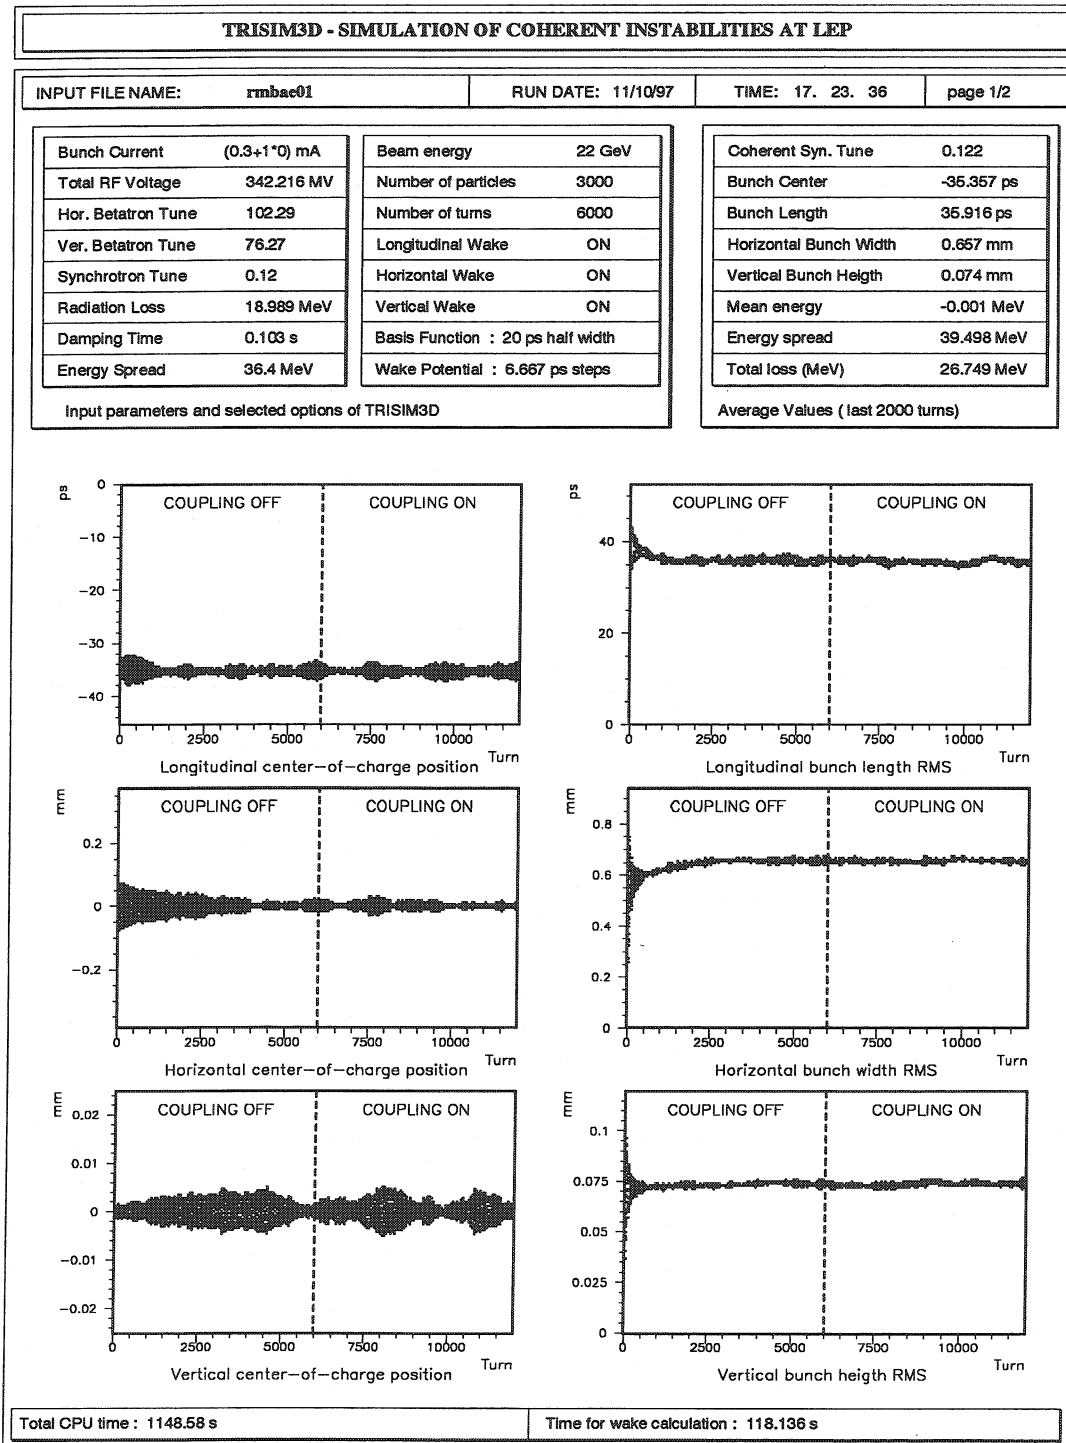 TRISIM3D - SIMULATION OF COHERENT INSTABILITIES AT LEP
INPUT FILE NAME: rmbae01 RUN DATE: 11/10/97 TIME: 17. 23. 36 page 1/2
Bunch Current (0.3+1*0) mA
Total RF Voltage 342.216 MV
Hor. Betatron Tune 102.29
Ver. Betatron Tune 76.27
Synchrotron Tune 0.12
Radiation Loss 18.989 MeV
Damping Time 0.103 s
Energy Spread 36.4 MeV
Beam energy 22 GeV
Number of particles 3000
Number of turns 6000
Longitudinal Wake ON
Horizontal Wake ON
Vertical Wake ON
Basis Function : 20 ps half width
Wake Potential : 6.667 ps steps
Input parameters and selected options of TRISIM3D
Coherent Syn. Tune 0.122
Bunch Center -35.357 ps
Bunch Length 35.916 ps
Horizontal Bunch Width 0.657 mm
Vertical Bunch Heigth 0.074 mm
Mean energy -0.001 MeV
Energy spread 39.498 MeV
Total loss (MeV) 26.749 MeV
Average Values ( last 2000 turns)
ps
COUPLING OFF COUPLING ON
0
−10
−20
−30
−40
0 2500 5000 7500 10000 Turn
Longitudinal center−of−charge position
ps
COUPLING OFF COUPLING ON
40
20
0
0 2500 5000 7500 10000 Turn
Longitudinal bunch length RMS
mm
COUPLING OFF COUPLING ON
0.2
0
−0.2
0 2500 5000 7500 10000 Turn
Horizontal center−of−charge position
mm
COUPLING OFF COUPLING ON
0.8
0.6
0.4
0.2
0
0 2500 5000 7500 10000 Turn
Horizontal bunch width RMS
mm
COUPLING OFF COUPLING ON
0.02
0.01
0
−0.01
−0.02
0 2500 5000 7500 10000 Turn
Vertical center−of−charge position
mm
COUPLING OFF COUPLING ON
0.1
0.075
0.05
0.025
0
0 2500 5000 7500 10000 Turn
Vertical bunch heigth RMS
Total CPU time : 1148.58 s Time for wake calculation : 118.136 s